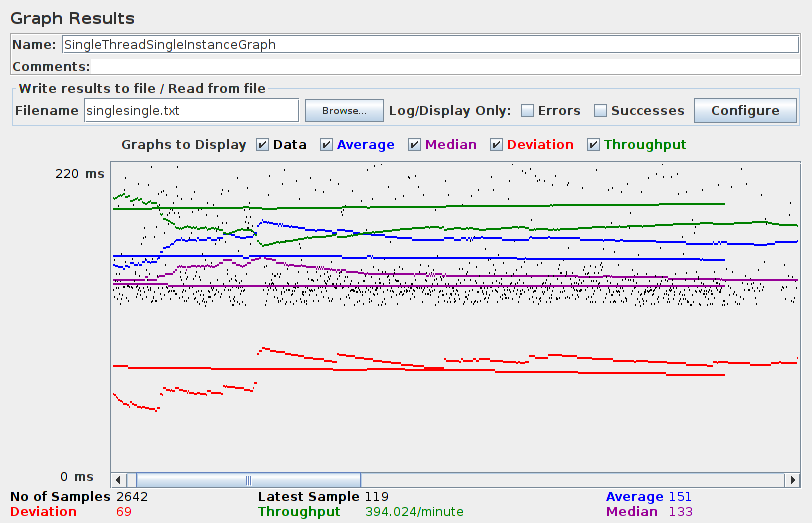 Graph Results
Name: SingleThreadSingleInstanceGraph
Comments:
Write results to file / Read from file
Filename singlesingle.txt Browse... Log/Display Only: Errors Successes Configure
Graphs to Display Data Average Median Deviation Throughput
220 ms
0 ms
No of Samples 2642 Latest Sample 119 Average 151
Deviation 69 Throughput 394.024/minute Median 133